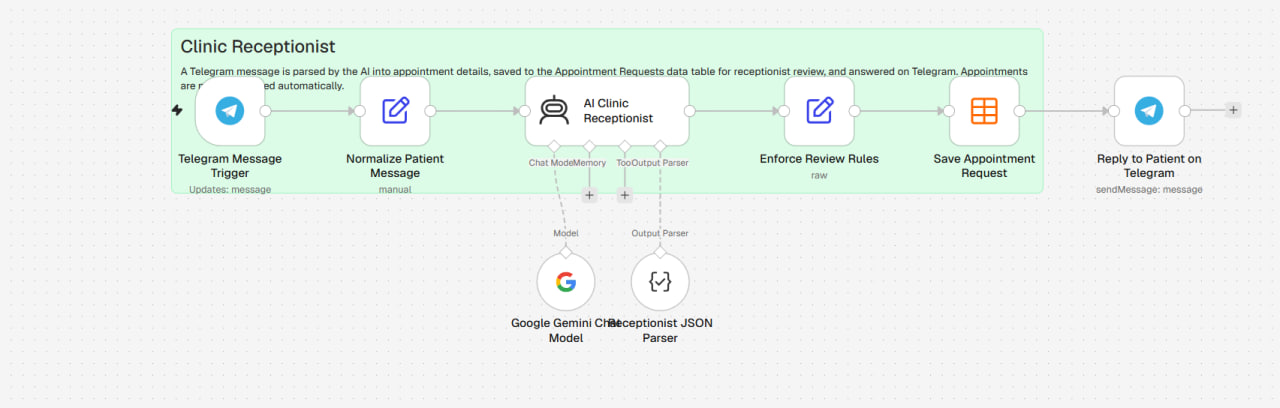 Clinic Receptionist
A Telegram message is parsed by the AI into appointment details, saved to the Appointment Requests data table for receptionist review, and answered on Telegram. Appointments
are ed automatically.
AI Clinic
Receptionist
Chat Model
Memory
Tool
Output Parser
Telegram Message
Trigger
Updates: message
Normalize Patient
Message
manual
Enforce Review Rules
raw
Save Appointment
Request
Reply to Patient on
Telegram
sendMessage: message
Model
Output Parser
Google Gemini Chat
Model
Receptionist JSON
Parser